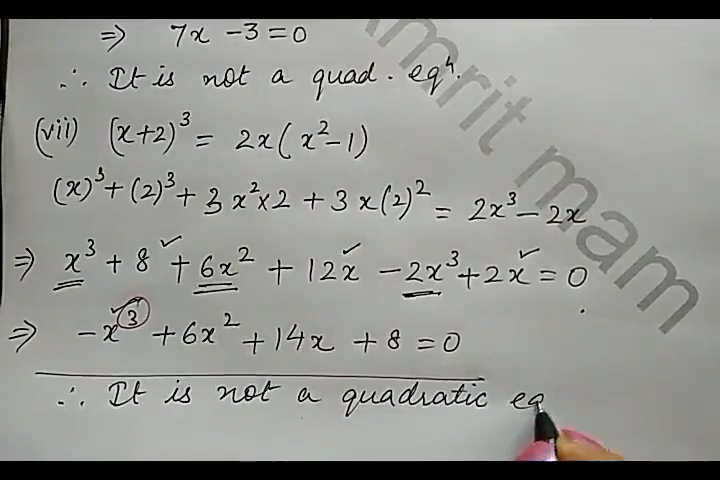 ⇒ 7x - 3 = 0
∴ It is not a quad. eqⁿ.
(vii) (x+2)³ = 2x(x²-1)
(x)³ + (2)³ + 3x²×2 + 3x(2)² = 2x³ - 2x
⇒ x³ + 8 + 6x² + 12x - 2x³ + 2x = 0
⇒ -x³ + 6x² + 14x + 8 = 0
∴ It is not a quadratic eq
Amrit mam